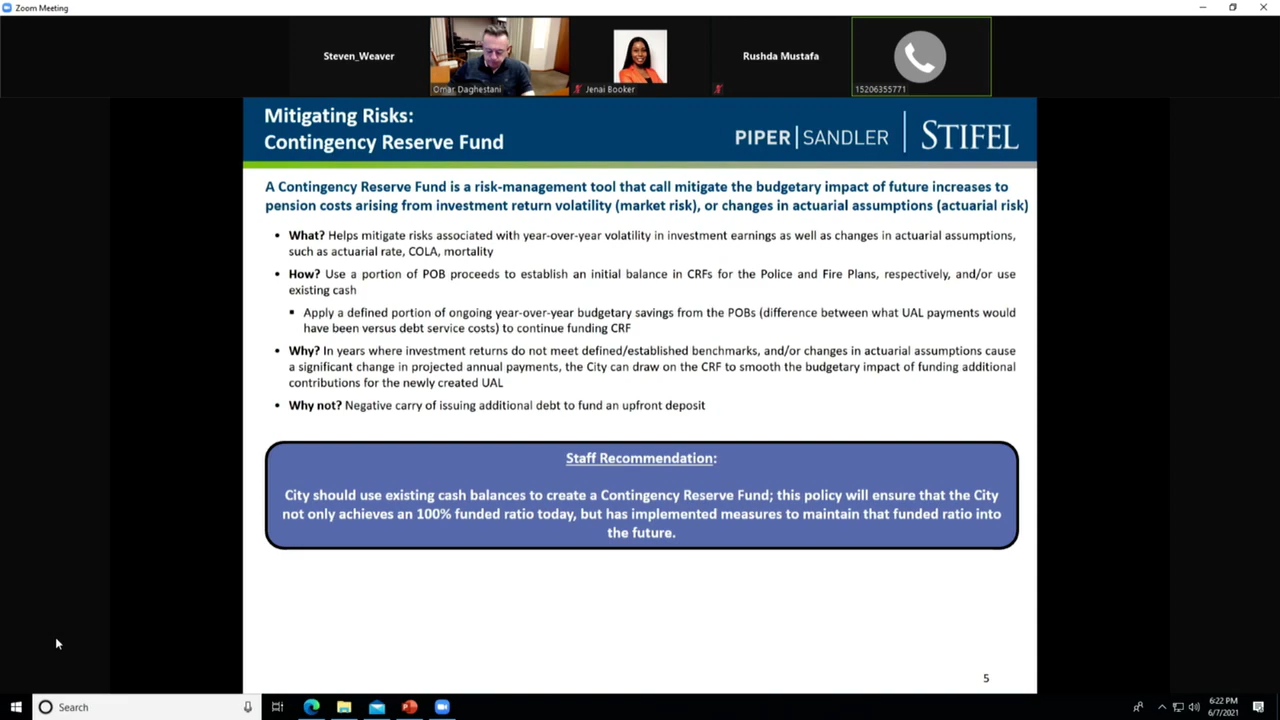 Zoom Meeting
Steven_Weaver
Omar Daghestani
Jenai Booker
Rushda Mustafa
15206355771
Mitigating Risks:
Contingency Reserve Fund
PIPER|SANDLER
STIFEL
A Contingency Reserve Fund is a risk-management tool that call mitigate the budgetary impact of future increases to
pension costs arising from investment return volatility (market risk), or changes in actuarial assumptions (actuarial risk)
• What? Helps mitigate risks associated with year-over-year volatility in investment earnings as well as changes in actuarial assumptions,
such as actuarial rate, COLA, mortality
• How? Use a portion of POB proceeds to establish an initial balance in CRFs for the Police and Fire Plans, respectively, and/or use
existing cash
▪ Apply a defined portion of ongoing year-over-year budgetary savings from the POBs (difference between what UAL payments would
have been versus debt service costs) to continue funding CRF
• Why? In years where investment returns do not meet defined/established benchmarks, and/or changes in actuarial assumptions cause
a significant change in projected annual payments, the City can draw on the CRF to smooth the budgetary impact of funding additional
contributions for the newly created UAL
• Why not? Negative carry of issuing additional debt to fund an upfront deposit
Staff Recommendation:
City should use existing cash balances to create a Contingency Reserve Fund; this policy will ensure that the City
not only achieves an 100% funded ratio today, but has implemented measures to maintain that funded ratio into
the future.
5
Search
6:22 PM
6/7/2021